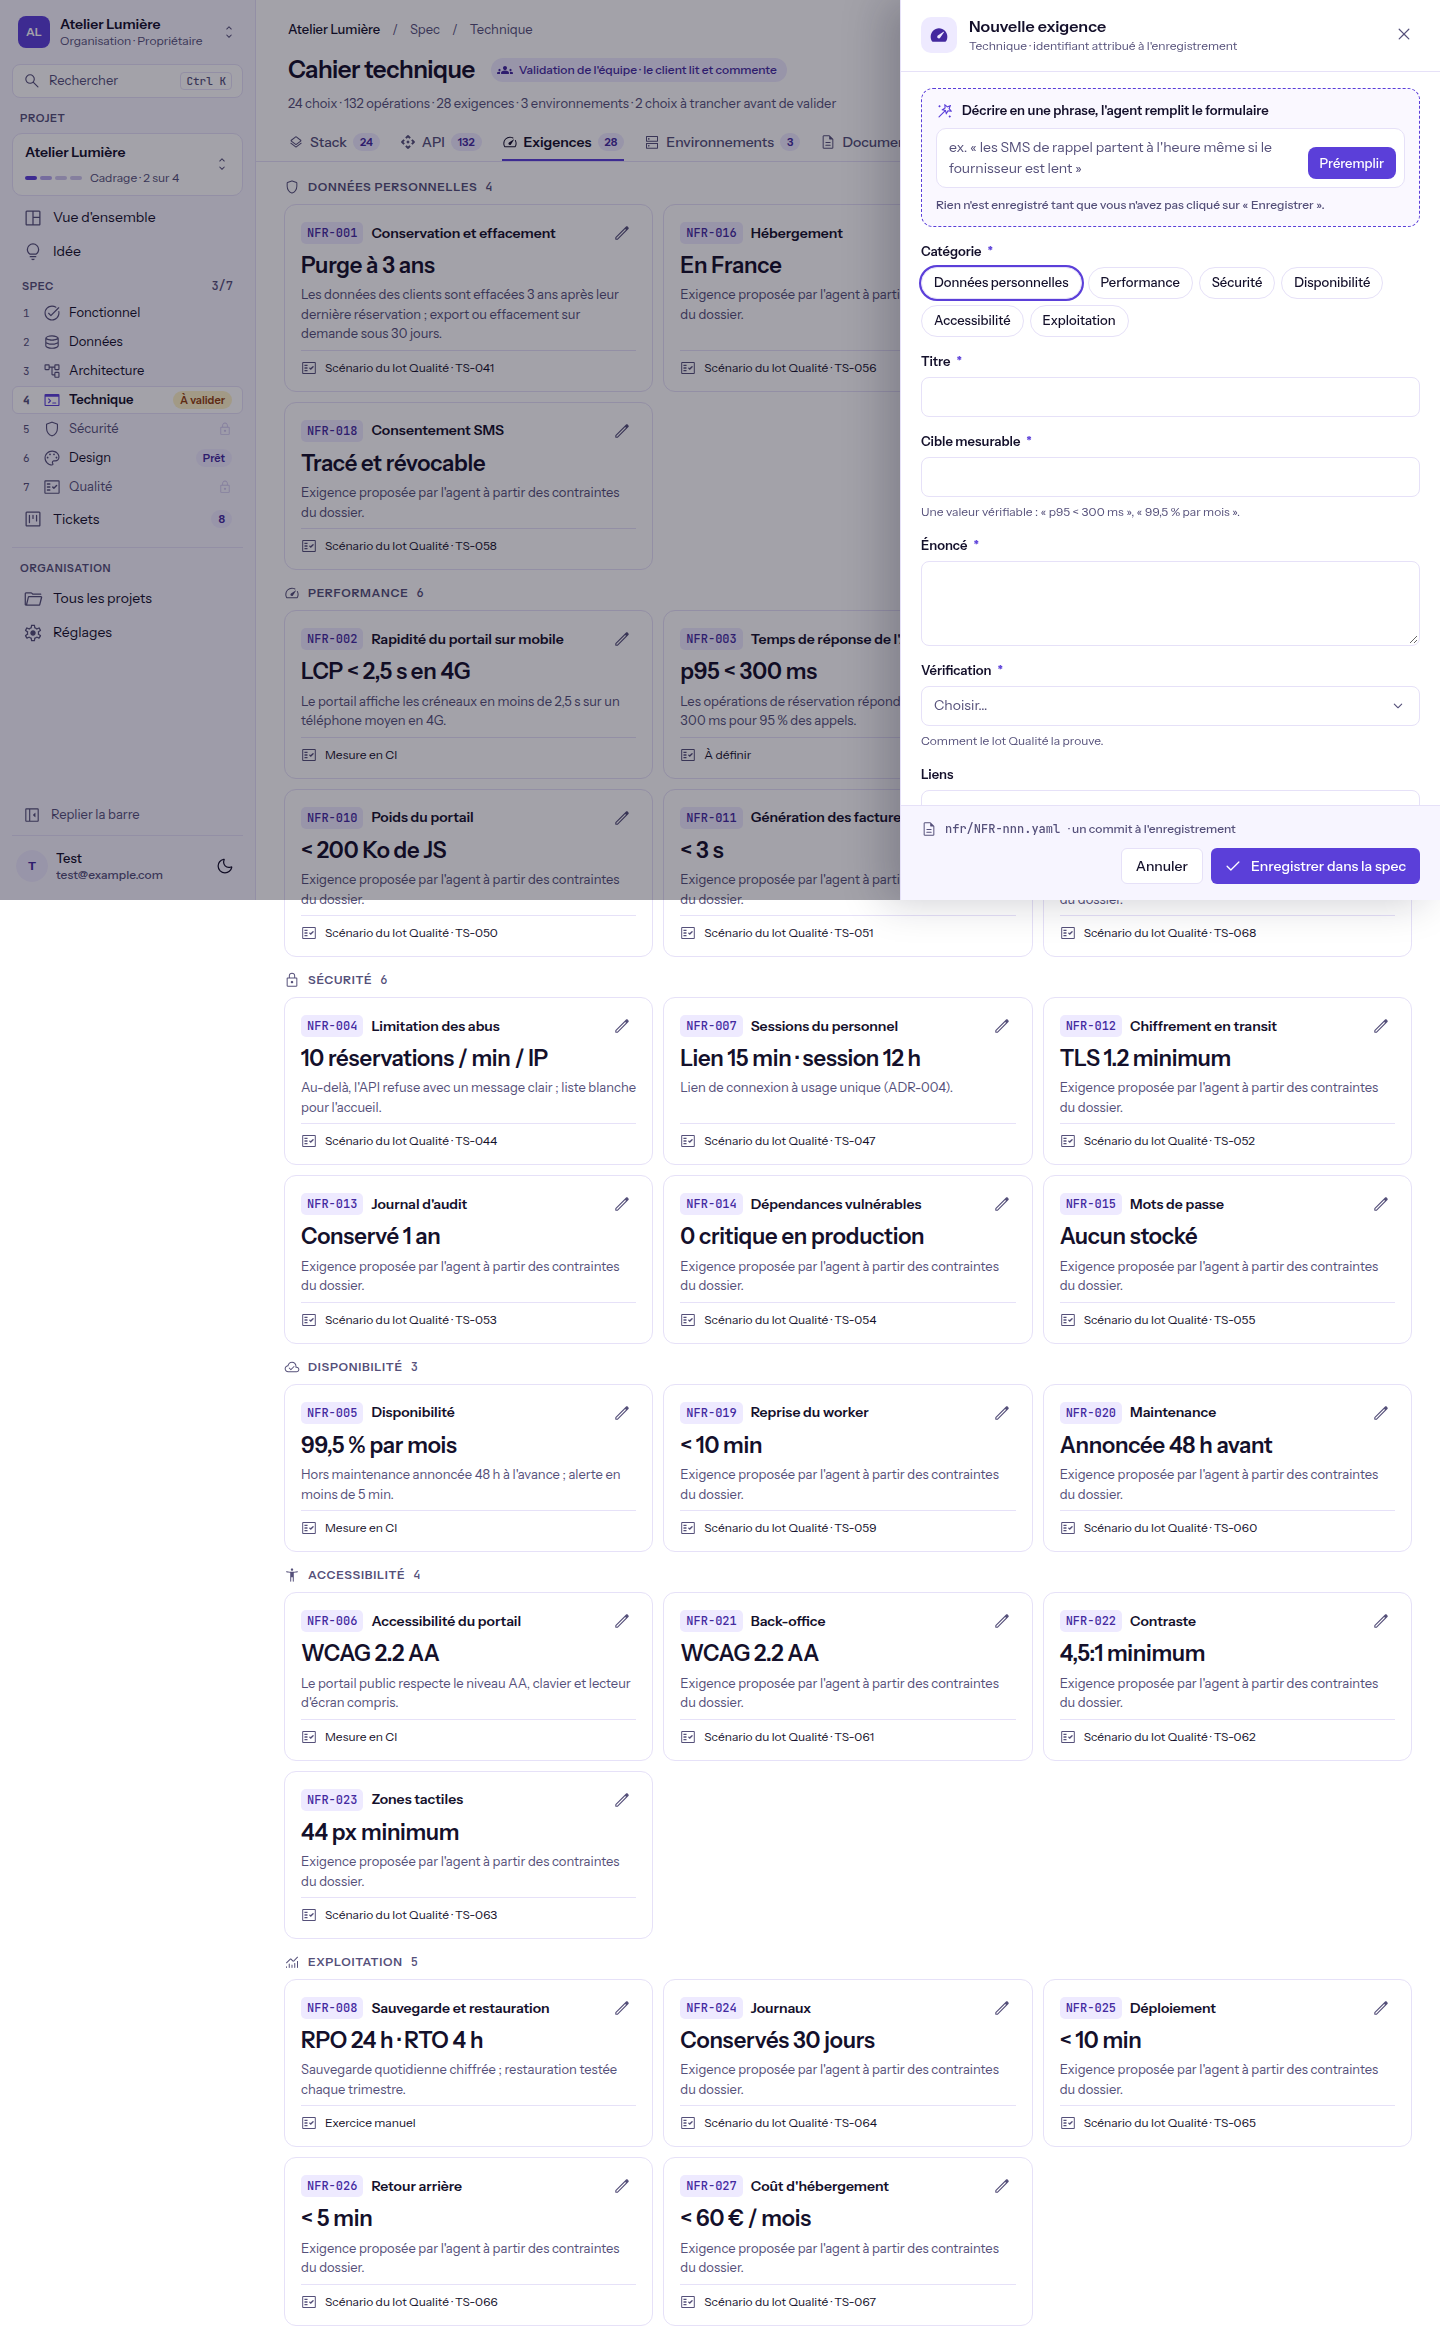 AL
Atelier Lumière
Organisation · Propriétaire
Rechercher
Ctrl K
PROJET
Atelier Lumière
Cadrage · 2 sur 4
Vue d'ensemble
Idée
SPEC 3/7
1 Fonctionnel
2 Données
3 Architecture
4 Technique À valider
5 Sécurité
6 Design Prêt
7 Qualité
Tickets 8
ORGANISATION
Tous les projets
Réglages
Replier la barre
T
Test
test@example.com
Atelier Lumière / Spec / Technique
Cahier technique
Validation de l'équipe · le client lit et commente
24 choix · 132 opérations · 28 exigences · 3 environnements · 2 choix à trancher avant de valider
Stack 24
API 132
Exigences 28
Environnements 3
Documen
DONNÉES PERSONNELLES 4
NFR-001 Conservation et effacement
Purge à 3 ans
Les données des clients sont effacées 3 ans après leur
dernière réservation ; export ou effacement sur
demande sous 30 jours.
Scénario du lot Qualité · TS-041
NFR-016 Hébergement
En France
Exigence proposée par l'agent à parti
du dossier.
Scénario du lot Qualité · TS-056
NFR-018 Consentement SMS
Tracé et révocable
Exigence proposée par l'agent à partir des contraintes
du dossier.
Scénario du lot Qualité · TS-058
PERFORMANCE 6
NFR-002 Rapidité du portail sur mobile
LCP < 2,5 s en 4G
Le portail affiche les créneaux en moins de 2,5 s sur un
téléphone moyen en 4G.
Mesure en CI
NFR-003 Temps de réponse de l'
p95 < 300 ms
Les opérations de réservation répond
300 ms pour 95 % des appels.
À définir
NFR-010 Poids du portail
< 200 Ko de JS
Exigence proposée par l'agent à partir des contraintes
du dossier.
Scénario du lot Qualité · TS-050
NFR-011 Génération des facture
< 3 s
Exigence proposée par l'agent à parti
du dossier.
Scénario du lot Qualité · TS-051
du dossier.
Scénario du lot Qualité · TS-068
SÉCURITÉ 6
NFR-004 Limitation des abus
10 réservations / min / IP
Au-delà, l'API refuse avec un message clair ; liste blanche
pour l'accueil.
Scénario du lot Qualité · TS-044
NFR-007 Sessions du personnel
Lien 15 min · session 12 h
Lien de connexion à usage unique (ADR-004).
Scénario du lot Qualité · TS-047
NFR-012 Chiffrement en transit
TLS 1.2 minimum
Exigence proposée par l'agent à partir des contraintes
du dossier.
Scénario du lot Qualité · TS-052
NFR-013 Journal d'audit
Conservé 1 an
Exigence proposée par l'agent à partir des contraintes
du dossier.
Scénario du lot Qualité · TS-053
NFR-014 Dépendances vulnérables
0 critique en production
Exigence proposée par l'agent à partir des contraintes
du dossier.
Scénario du lot Qualité · TS-054
NFR-015 Mots de passe
Aucun stocké
Exigence proposée par l'agent à partir des contraintes
du dossier.
Scénario du lot Qualité · TS-055
DISPONIBILITÉ 3
NFR-005 Disponibilité
99,5 % par mois
Hors maintenance annoncée 48 h à l'avance ; alerte en
moins de 5 min.
Mesure en CI
NFR-019 Reprise du worker
< 10 min
Exigence proposée par l'agent à partir des contraintes
du dossier.
Scénario du lot Qualité · TS-059
NFR-020 Maintenance
Annoncée 48 h avant
Exigence proposée par l'agent à partir des contraintes
du dossier.
Scénario du lot Qualité · TS-060
ACCESSIBILITÉ 4
NFR-006 Accessibilité du portail
WCAG 2.2 AA
Le portail public respecte le niveau AA, clavier et lecteur
d'écran compris.
Mesure en CI
NFR-021 Back-office
WCAG 2.2 AA
Exigence proposée par l'agent à partir des contraintes
du dossier.
Scénario du lot Qualité · TS-061
NFR-022 Contraste
4,5:1 minimum
Exigence proposée par l'agent à partir des contraintes
du dossier.
Scénario du lot Qualité · TS-062
NFR-023 Zones tactiles
44 px minimum
Exigence proposée par l'agent à partir des contraintes
du dossier.
Scénario du lot Qualité · TS-063
EXPLOITATION 5
NFR-008 Sauvegarde et restauration
RPO 24 h · RTO 4 h
Sauvegarde quotidienne chiffrée ; restauration testée
chaque trimestre.
Exercice manuel
NFR-024 Journaux
Conservés 30 jours
Exigence proposée par l'agent à partir des contraintes
du dossier.
Scénario du lot Qualité · TS-064
NFR-025 Déploiement
< 10 min
Exigence proposée par l'agent à partir des contraintes
du dossier.
Scénario du lot Qualité · TS-065
NFR-026 Retour arrière
< 5 min
Exigence proposée par l'agent à partir des contraintes
du dossier.
Scénario du lot Qualité · TS-066
NFR-027 Coût d'hébergement
< 60 € / mois
Exigence proposée par l'agent à partir des contraintes
du dossier.
Scénario du lot Qualité · TS-067
Nouvelle exigence
Technique · identifiant attribué à l'enregistrement
Décrire en une phrase, l'agent remplit le formulaire
ex. « les SMS de rappel partent à l'heure même si le
fournisseur est lent »
Préremplir
Rien n'est enregistré tant que vous n'avez pas cliqué sur « Enregistrer ».
Catégorie *
Données personnelles
Performance
Sécurité
Disponibilité
Accessibilité
Exploitation
Titre *
Cible mesurable *
Une valeur vérifiable : « p95 < 300 ms », « 99,5 % par mois ».
Énoncé *
Vérification *
Choisir...
Comment le lot Qualité la prouve.
Liens
nfr/NFR-nnn.yaml · un commit à l'enregistrement
Annuler
Enregistrer dans la spec